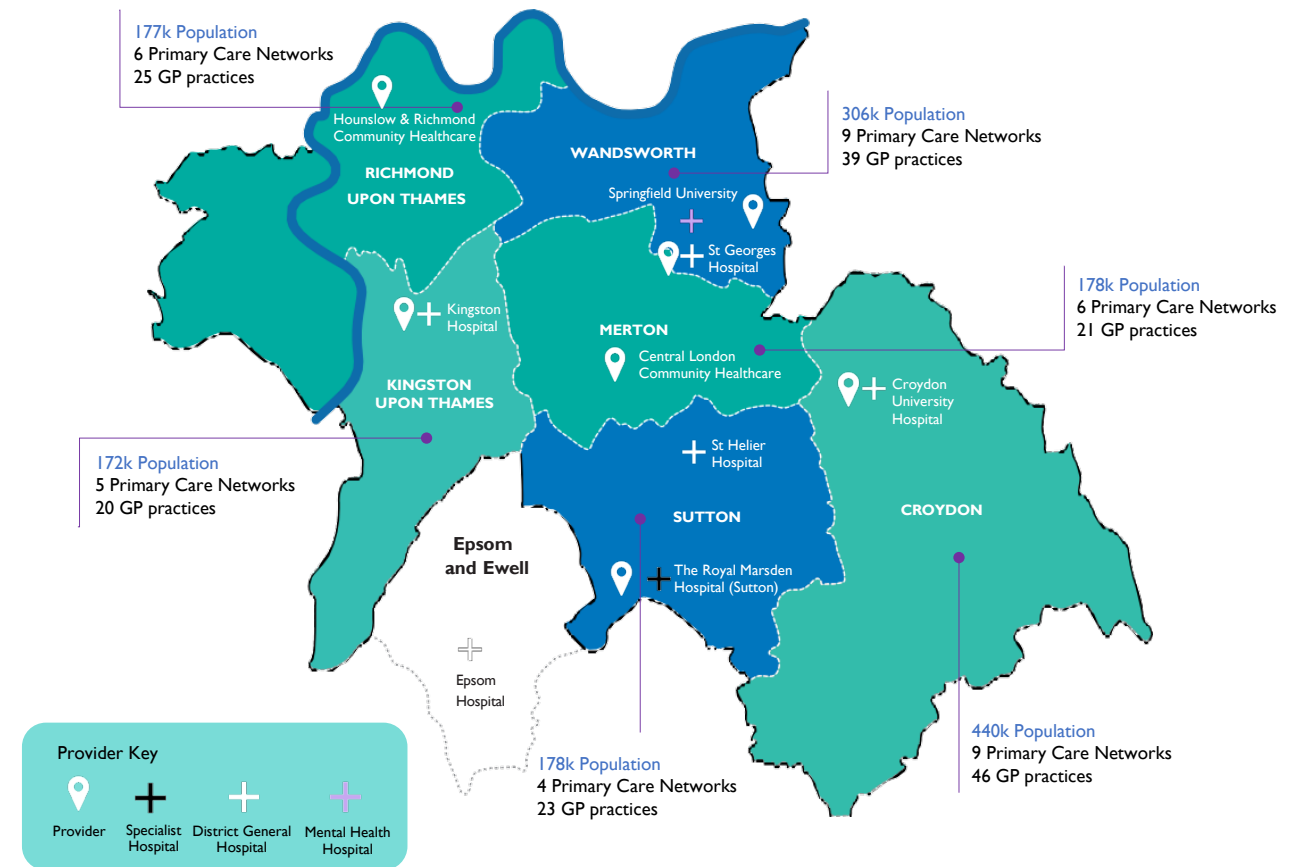 177k Population
6 Primary Care Networks
25 GP practices
Hounslow & Richmond
Community Healthcare
RICHMOND
UPON THAMES
WANDSWORTH
306k Population
9 Primary Care Networks
39 GP practices
Springfield University
St Georges
Hospital
Kingston
Hospital
178k Population
6 Primary Care Networks
21 GP practices
MERTON
Central London
Community Healthcare
KINGSTON
UPON THAMES
Croydon
University
Hospital
172k Population
5 Primary Care Networks
20 GP practices
St Helier
Hospital
SUTTON
CROYDON
Epsom
and Ewell
The Royal Marsden
Hospital (Sutton)
Epsom
Hospital
178k Population
4 Primary Care Networks
23 GP practices
440k Population
9 Primary Care Networks
46 GP practices
Provider Key
Provider
Specialist
Hospital
District General
Hospital
Mental Health
Hospital